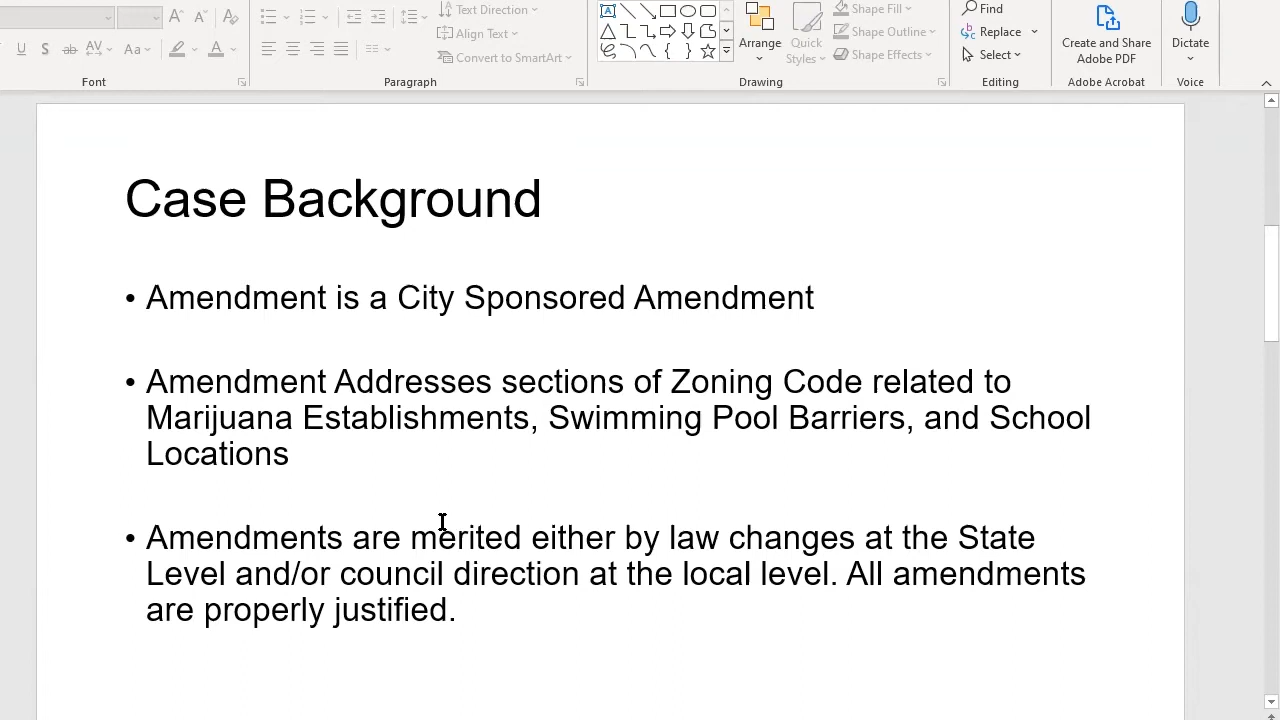 Text Direction
Align Text
Convert to SmartArt
Aa
A
Font
Paragraph
Arrange
Quick
Styles
Shape Fill
Shape Outline
Shape Effects
Drawing
Find
Replace
Select
Editing
Create and Share
Adobe PDF
Adobe Acrobat
Dictate
Voice
Case Background
• Amendment is a City Sponsored Amendment
• Amendment Addresses sections of Zoning Code related to
Marijuana Establishments, Swimming Pool Barriers, and School
Locations
• Amendments are merited either by law changes at the State
Level and/or council direction at the local level. All amendments
are properly justified.